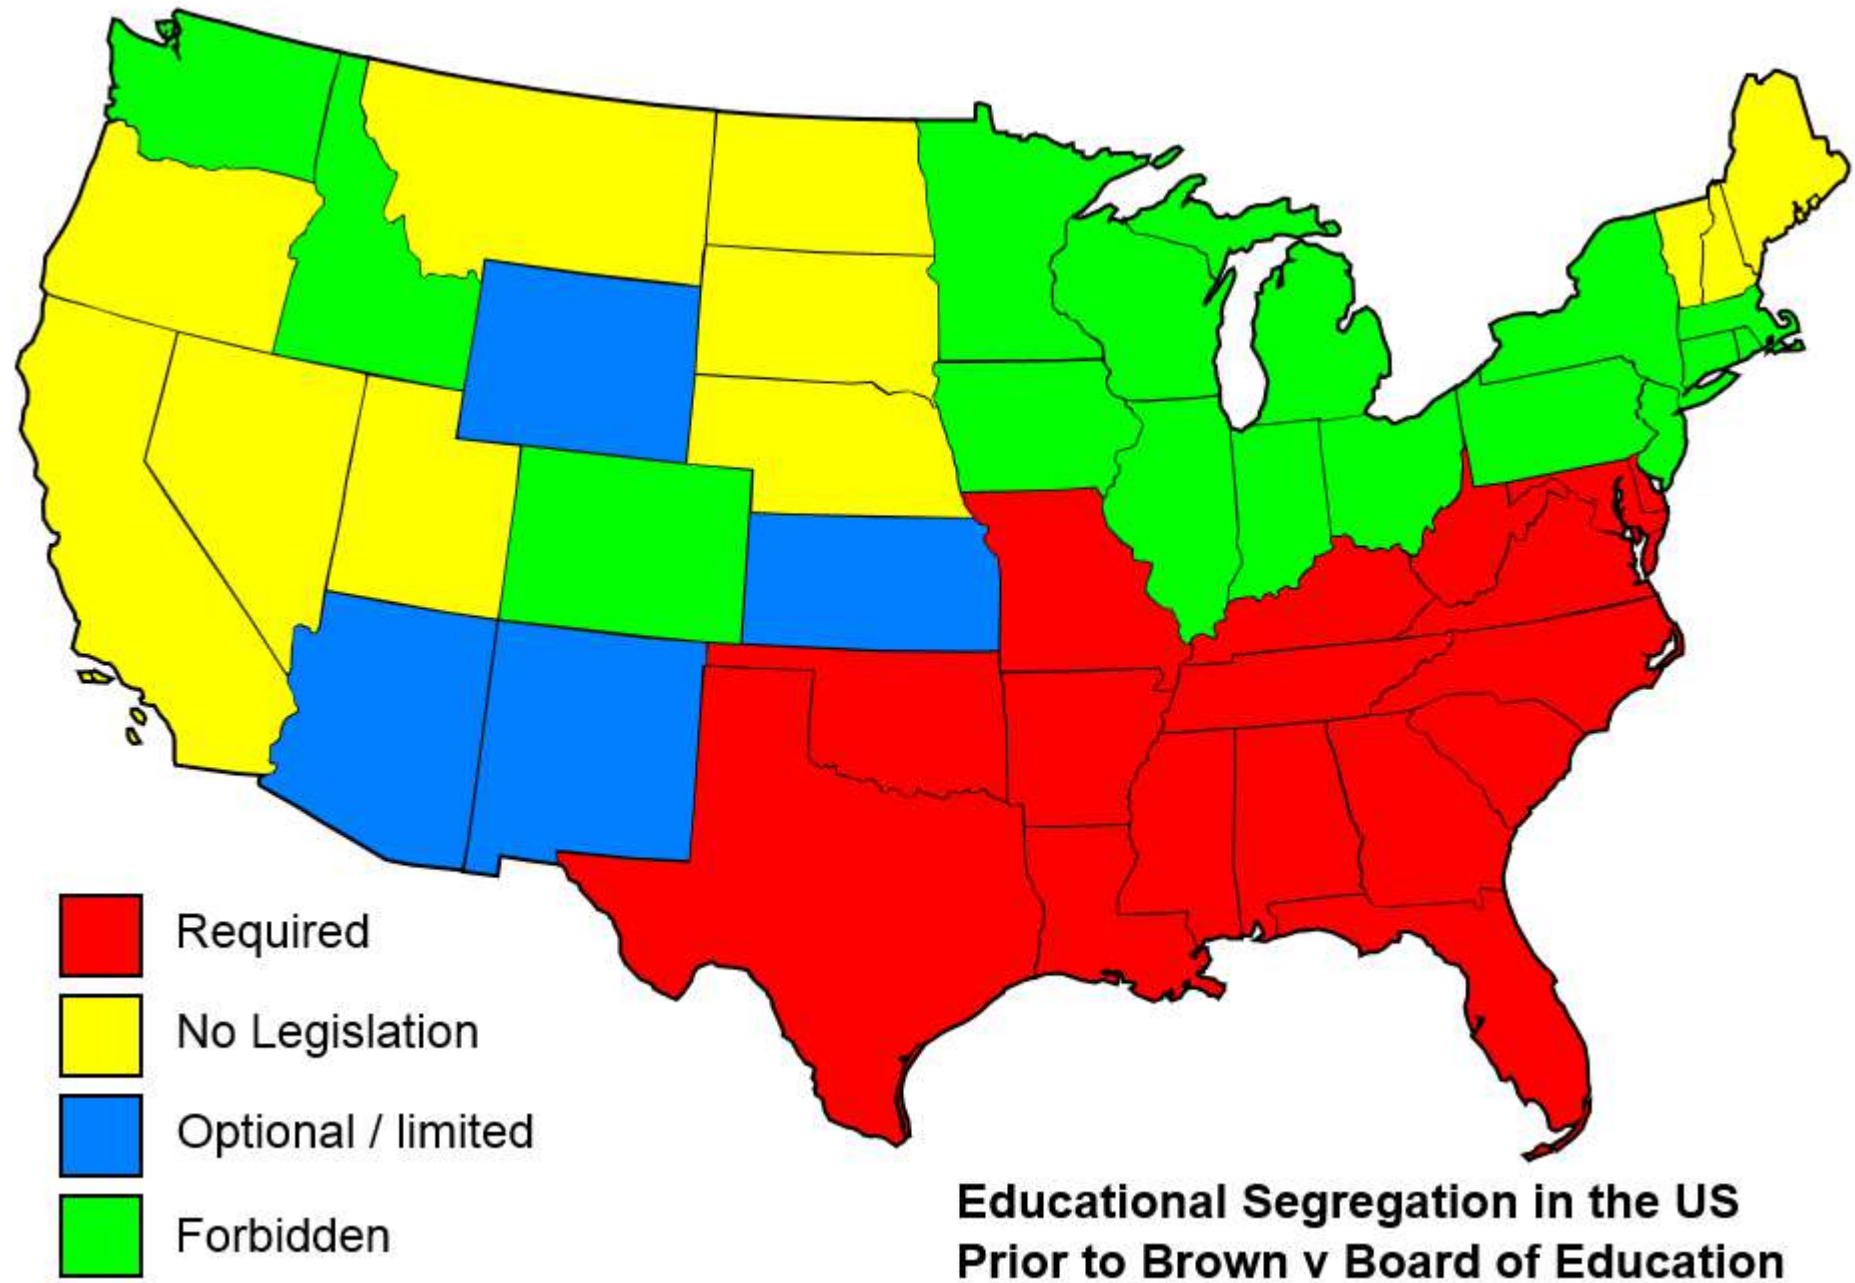 Required
No Legislation
Optional / limited
Forbidden
Educational Segregation in the US
Prior to Brown v Board of Education